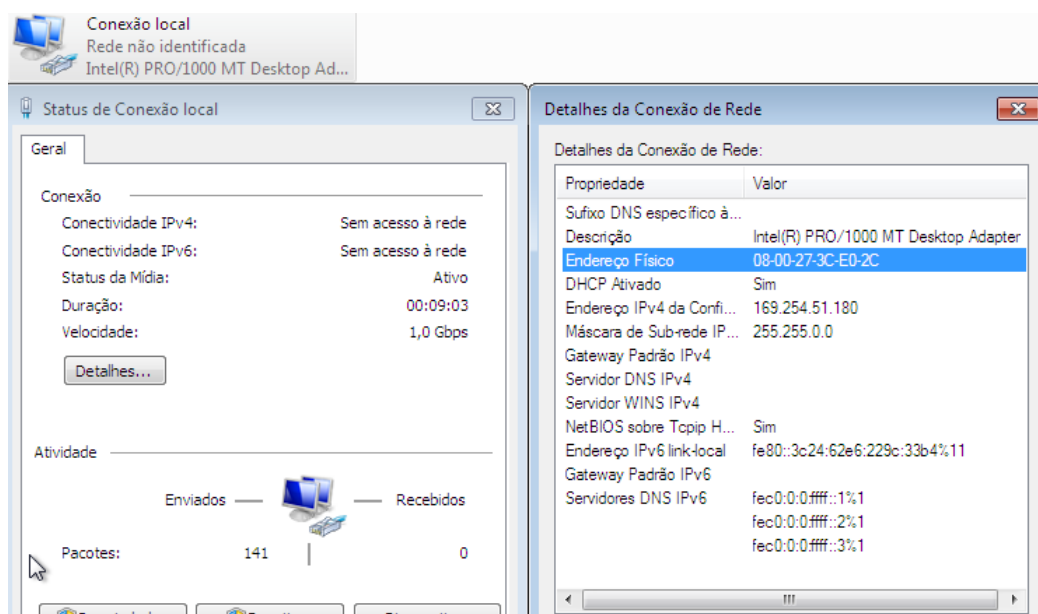 Conexão local
Rede não identificada
Intel(R) PRO/1000 MT Desktop Ad...
Status de Conexão local
Geral
Conexão
Conectividade IPv4: Sem acesso à rede
Conectividade IPv6: Sem acesso à rede
Status da Mídia: Ativo
Duração: 00:09:03
Velocidade: 1,0 Gbps
Detalhes...
Atividade
Enviados Recebidos
Pacotes: 141 0
Detalhes da Conexão de Rede
Detalhes da Conexão de Rede:
Propriedade Valor
Sufixo DNS específico à...
Descrição Intel(R) PRO/1000 MT Desktop Adapter
Endereço Físico 08-00-27-3C-E0-2C
DHCP Ativado Sim
Endereço IPv4 da Confi... 169.254.51.180
Máscara de Sub-rede IP... 255.255.0.0
Gateway Padrão IPv4
Servidor DNS IPv4
Servidor WINS IPv4
NetBIOS sobre Tcpip H... Sim
Endereço IPv6 link-local fe80::3c24:62e6:229c:33b4%11
Gateway Padrão IPv6
Servidores DNS IPv6 fec0:0:0:ffff::1%1
fec0:0:0:ffff::2%1
fec0:0:0:ffff::3%1